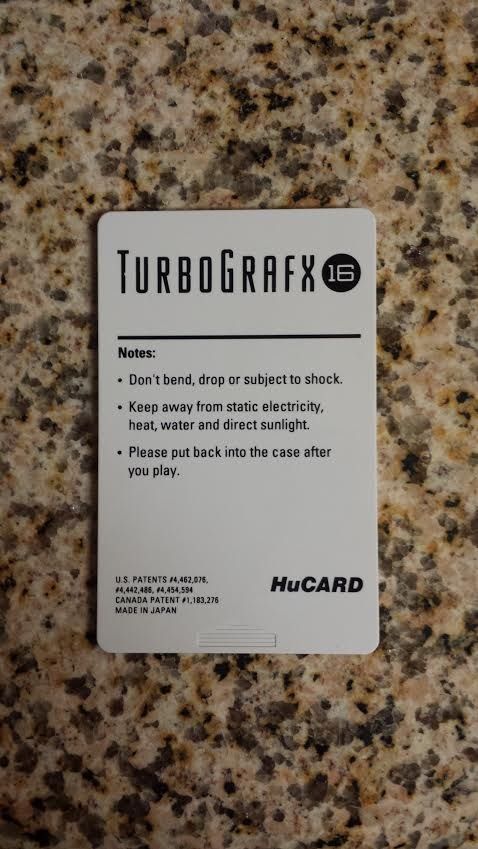 TURBOGRAFX 16
Notes:
• Don't bend, drop or subject to shock.
• Keep away from static electricity,
heat, water and direct sunlight.
• Please put back into the case after
you play.
U.S. PATENTS #4,462,076,
#4,442,486, #4,454,594
CANADA PATENT #1,183,276
MADE IN JAPAN
HuCARD